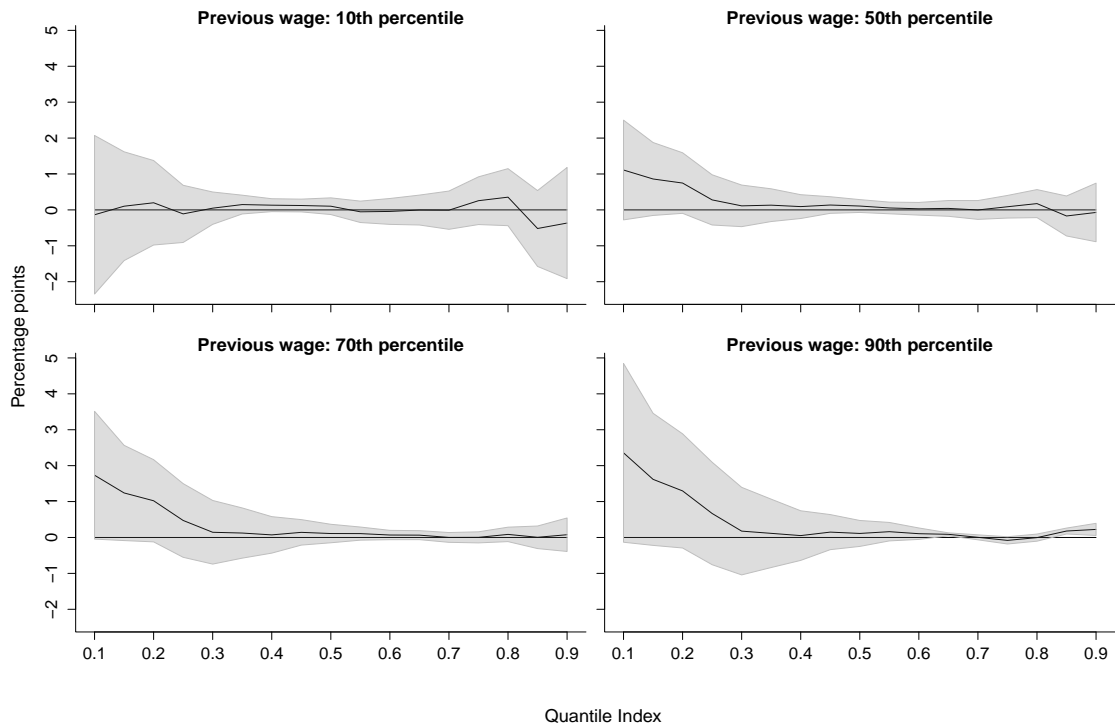 Previous wage: 10th percentile
Previous wage: 50th percentile
5
4
3
2
1
0
−1
−2
Percentage points
Previous wage: 70th percentile
Previous wage: 90th percentile
5
4
3
2
1
0
−1
−2
0.1 0.2 0.3 0.4 0.5 0.6 0.7 0.8 0.9
0.1 0.2 0.3 0.4 0.5 0.6 0.7 0.8 0.9
Quantile Index